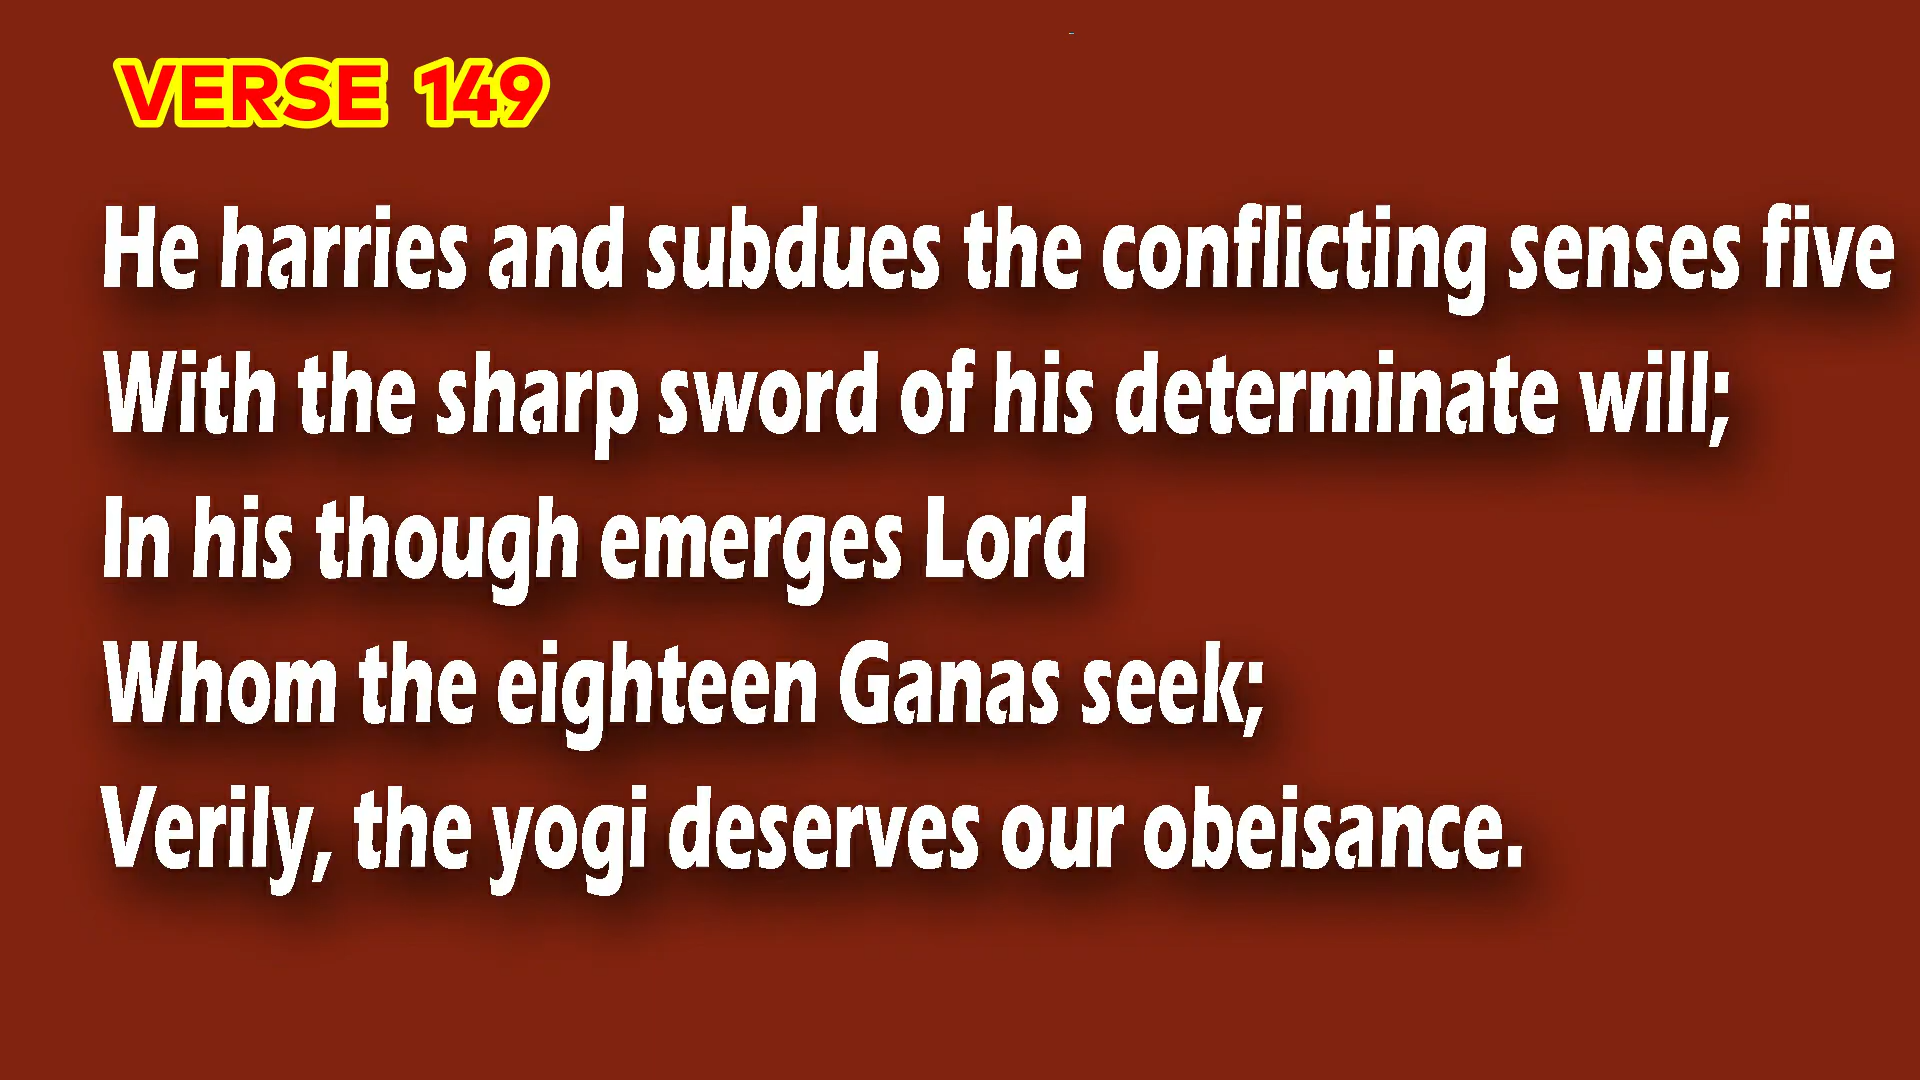 VERSE 149
He harries and subdues the conflicting senses five
With the sharp sword of his determinate will;
In his though emerges Lord
Whom the eighteen Ganas seek;
Verily, the yogi deserves our obeisance.